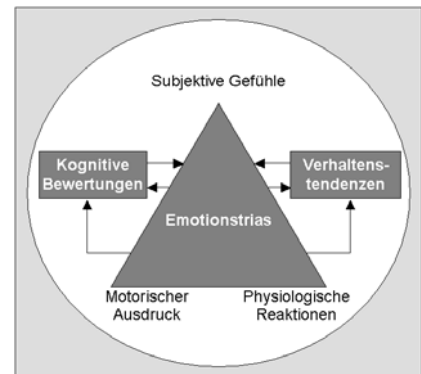 Subjektive Gefühle
Kognitive
Bewertungen
Verhaltens-
tendenzen
Emotionstrias
Motorischer
Ausdruck
Physiologische
Reaktionen